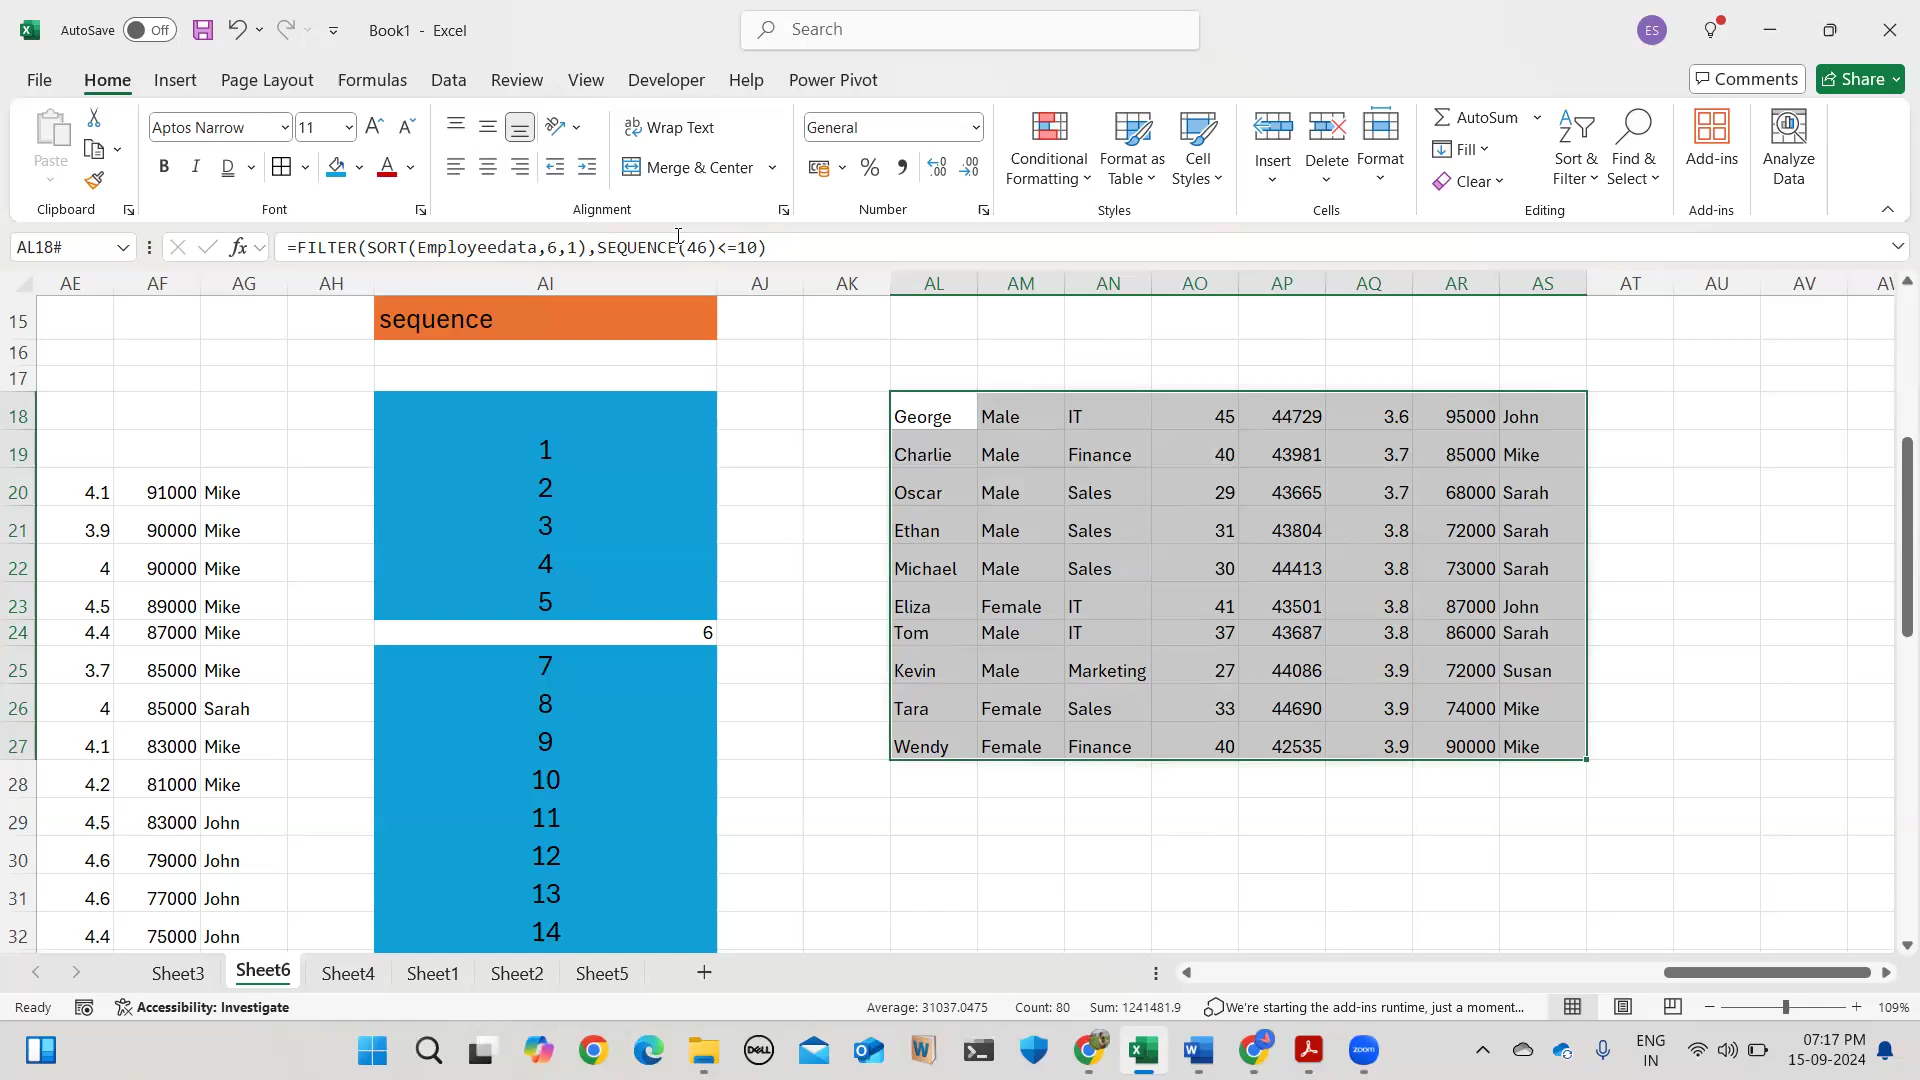 AutoSave Off Book1 - Excel Search ES
File Home Insert Page Layout Formulas Data Review View Developer Help Power Pivot Comments Share
Paste Aptos Narrow 11 Wrap Text General Conditional Formatting Format as Table Cell Styles Insert Delete Format AutoSum Sort & Filter Find & Select Add-ins Analyze Data
B I D A Merge & Center % , Fill Clear
Clipboard Font Alignment Number Styles Cells Editing Add-ins
AL18# fx =FILTER(SORT(Employeedata,6,1),SEQUENCE(46)<=10)
AE AF AG AH AI AJ AK AL AM AN AO AP AQ AR AS AT AU AV
15 sequence
16
17
18 George Male IT 45 44729 3.6 95000 John
19 1 Charlie Male Finance 40 43981 3.7 85000 Mike
20 4.1 91000 Mike 2 Oscar Male Sales 29 43665 3.7 68000 Sarah
21 3.9 90000 Mike 3 Ethan Male Sales 31 43804 3.8 72000 Sarah
22 4 90000 Mike 4 Michael Male Sales 30 44413 3.8 73000 Sarah
23 4.5 89000 Mike 5 Eliza Female IT 41 43501 3.8 87000 John
24 4.4 87000 Mike 6 Tom Male IT 37 43687 3.8 86000 Sarah
25 3.7 85000 Mike 7 Kevin Male Marketing 27 44086 3.9 72000 Susan
26 4 85000 Sarah 8 Tara Female Sales 33 44690 3.9 74000 Mike
27 4.1 83000 Mike 9 Wendy Female Finance 40 42535 3.9 90000 Mike
28 4.2 81000 Mike 10
29 4.5 83000 John 11
30 4.6 79000 John 12
31 4.6 77000 John 13
32 4.4 75000 John 14
Sheet3 Sheet6 Sheet4 Sheet1 Sheet2 Sheet5
Ready Accessibility: Investigate Average: 31037.0475 Count: 80 Sum: 1241481.9 We're starting the add-ins runtime, just a moment... 109%
DELL W zoom ENG IN 07:17 PM 15-09-2024